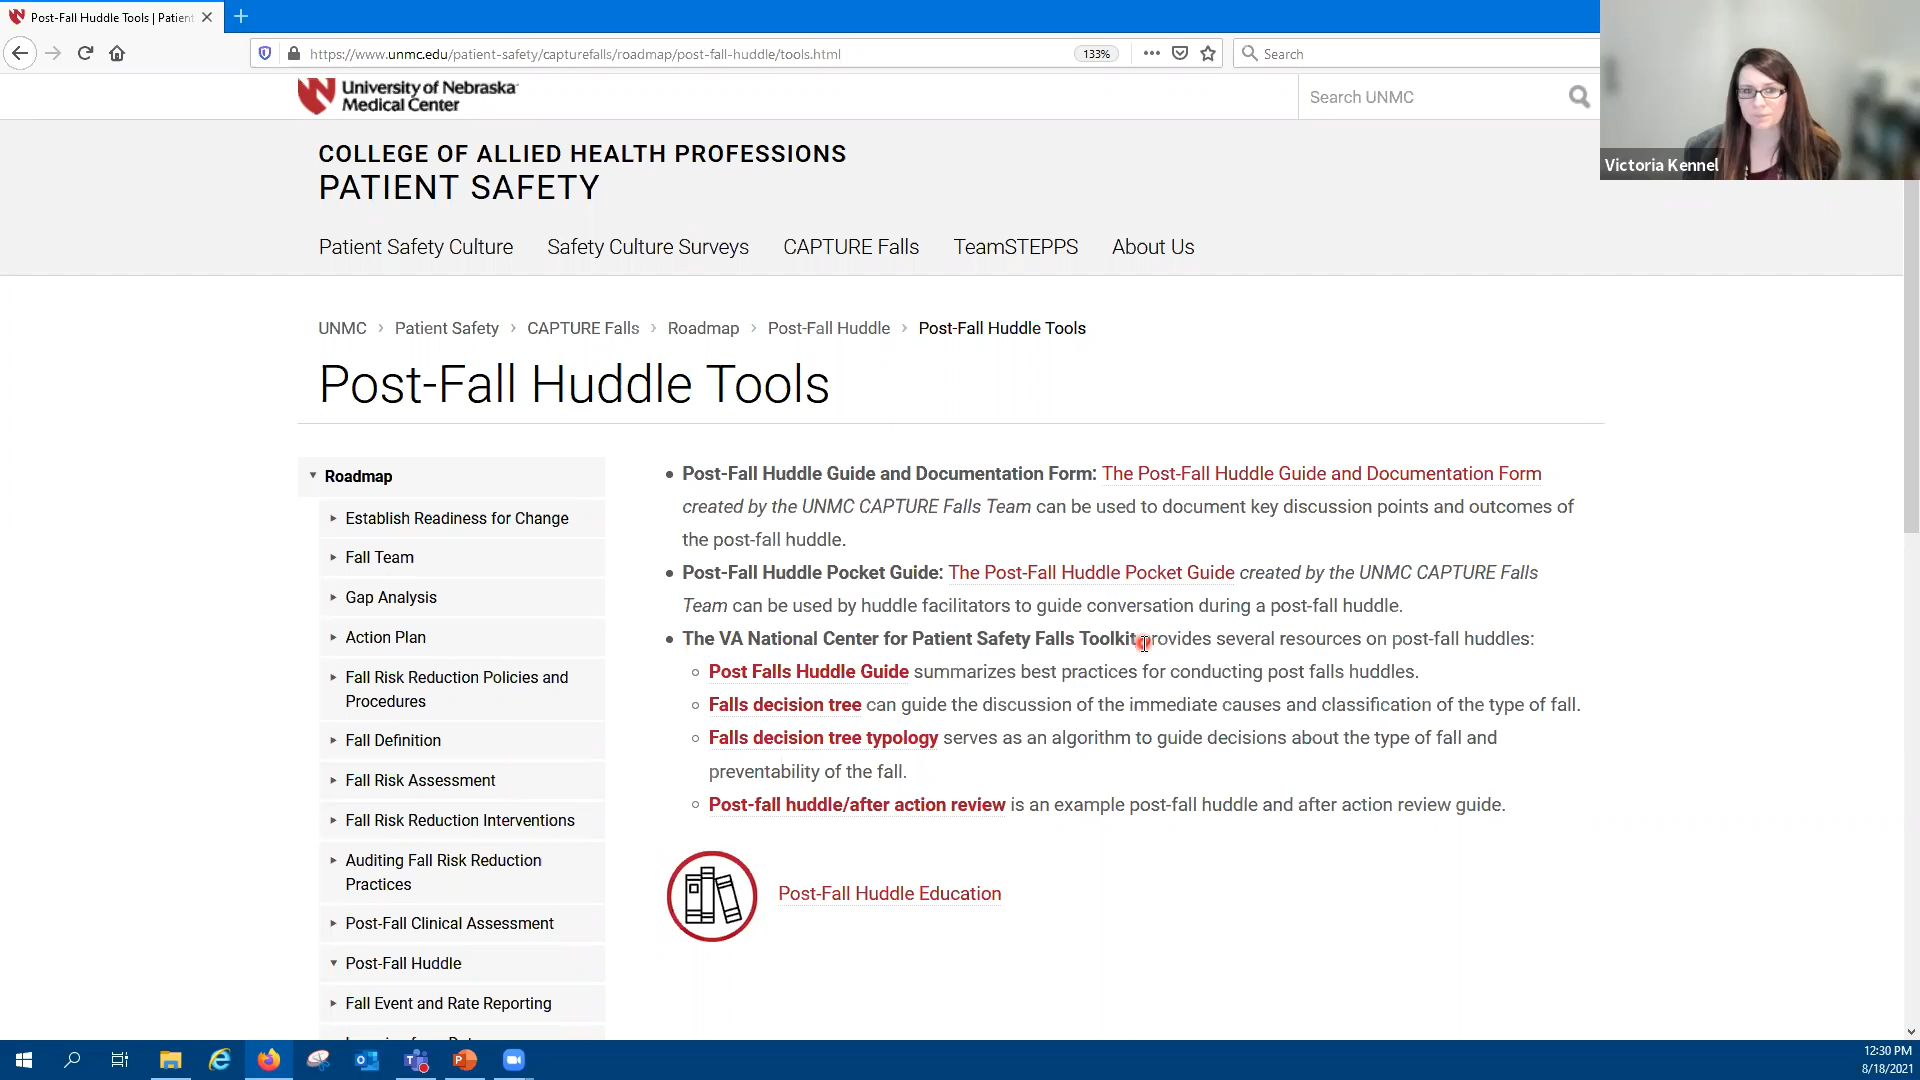 Post-Fall Huddle Tools | Patient
https://www.unmc.edu/patient-safety/capturefalls/roadmap/post-fall-huddle/tools.html
133%
Search
University of Nebraska
Medical Center
Search UNMC
Victoria Kennel
COLLEGE OF ALLIED HEALTH PROFESSIONS
PATIENT SAFETY
Patient Safety Culture Safety Culture Surveys CAPTURE Falls TeamSTEPPS About Us
UNMC > Patient Safety > CAPTURE Falls > Roadmap > Post-Fall Huddle > Post-Fall Huddle Tools
Post-Fall Huddle Tools
Roadmap
Establish Readiness for Change
Fall Team
Gap Analysis
Action Plan
Fall Risk Reduction Policies and
Procedures
Fall Definition
Fall Risk Assessment
Fall Risk Reduction Interventions
Auditing Fall Risk Reduction
Practices
Post-Fall Clinical Assessment
Post-Fall Huddle
Fall Event and Rate Reporting
Post-Fall Huddle Guide and Documentation Form: The Post-Fall Huddle Guide and Documentation Form
created by the UNMC CAPTURE Falls Team can be used to document key discussion points and outcomes of
the post-fall huddle.
Post-Fall Huddle Pocket Guide: The Post-Fall Huddle Pocket Guide created by the UNMC CAPTURE Falls
Team can be used by huddle facilitators to guide conversation during a post-fall huddle.
The VA National Center for Patient Safety Falls Toolkit provides several resources on post-fall huddles:
Post Falls Huddle Guide summarizes best practices for conducting post falls huddles.
Falls decision tree can guide the discussion of the immediate causes and classification of the type of fall.
Falls decision tree typology serves as an algorithm to guide decisions about the type of fall and
preventability of the fall.
Post-fall huddle/after action review is an example post-fall huddle and after action review guide.
Post-Fall Huddle Education
12:30 PM
8/18/2021